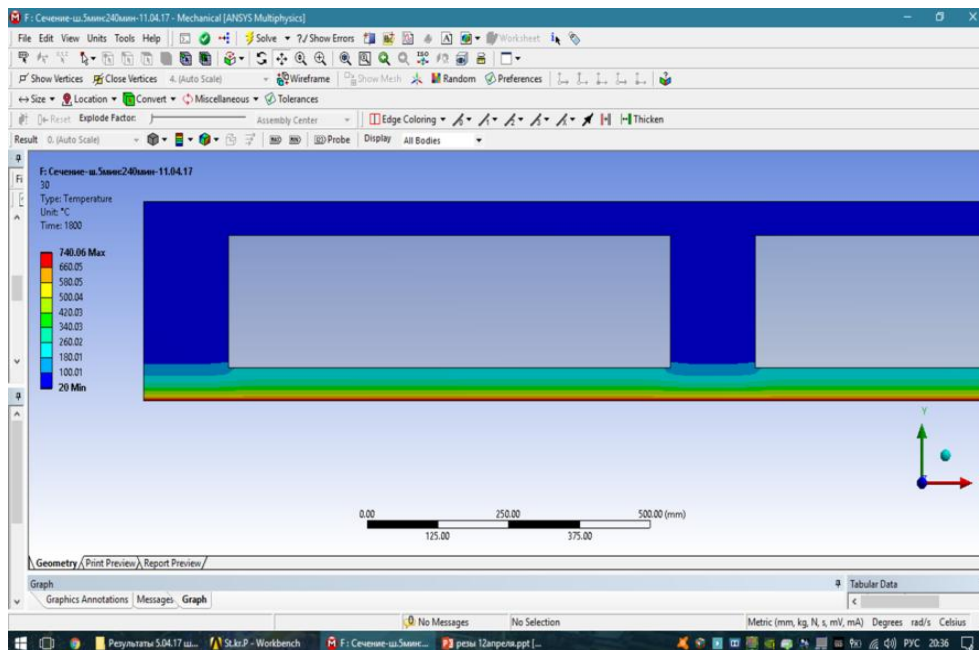 F : Сечение-ш.5минс240мин-11.04.17 - Mechanical [ANSYS Multiphysics]
File Edit View Units Tools Help Solve ?/ Show Errors Worksheet
Show Vertices Close Vertices 4. (Auto Scale) Wireframe Show Mesh Random Preferences
Size Location Convert Miscellaneous Tolerances
Reset Explode Factor: Assembly Center Edge Coloring Thicken
Result 0. (Auto Scale) Probe Display All Bodies
F: Сечение-ш.5минс240мин-11.04.17
30
Type: Temperature
Unit: °C
Time: 1800
740.06 Max
660.05
580.05
500.04
420.03
340.03
260.02
180.01
100.01
20 Min
Y
0.00 250.00 500.00 (mm)
125.00 375.00
Geometry Print Preview Report Preview
Graph Tabular Data
Graphics Annotations Messages Graph
No Messages No Selection Metric (mm, kg, N, s, mV, mA) Degrees rad/s Celsius
Результаты 5.04.17 ш... St.kr.P - Workbench F : Сечение-ш.5минс... резы 12апреля.ppt [... РУС 20:36